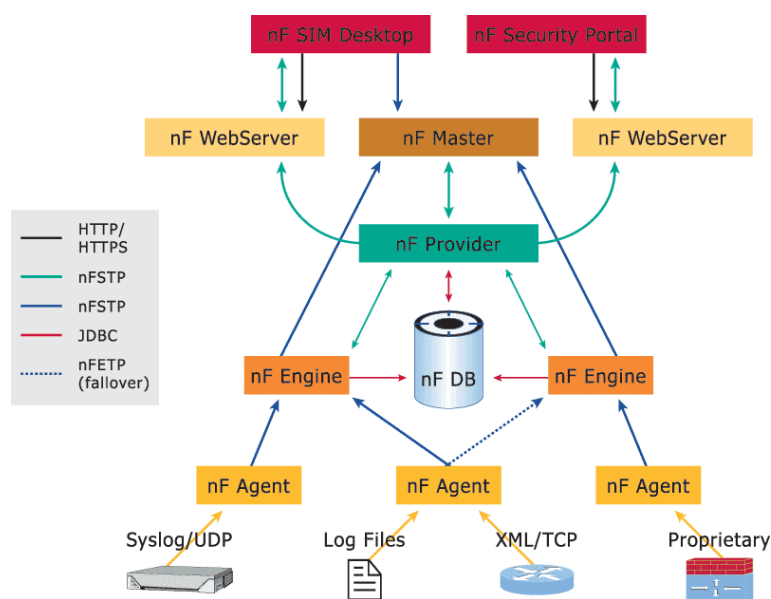 nF SIM Desktop
nF Security Portal
nF WebServer
nF Master
nF WebServer
HTTP/
HTTPS
nFSTP
nFSTP
JDBC
nFETP
(fallover)
nF Provider
nF Engine
nF DB
nF Engine
nF Agent
nF Agent
nF Agent
Syslog/UDP
Log Files
XML/TCP
Proprietary